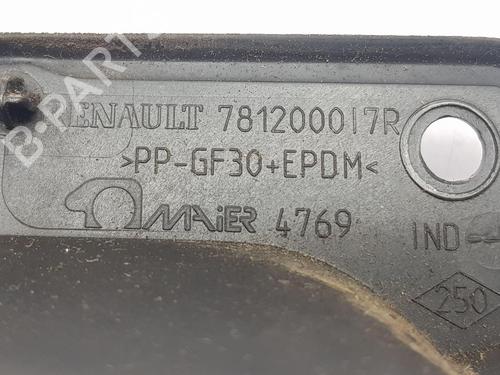 B-PARTS
RENAULT 781200017R
>PP-GF30+EPDM<
MAiER 4769
IND
250